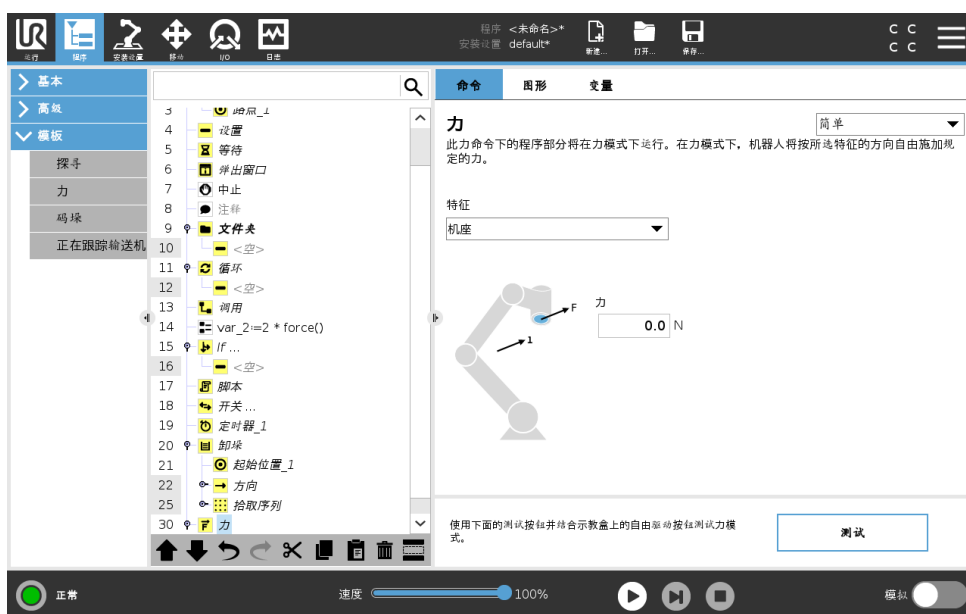 UR
运行
程序
安装设置
移动
I/O
日志
程序 <未命名>*
安装设置 default*
新建...
打开...
保存...
C C
C C
基本
高级
模板
探寻
力
码垛
正在跟踪输送机
3 路点_1
4 设置
5 等待
6 弹出窗口
7 中止
8 注释
9 文件夹
10 <空>
11 循环
12 <空>
13 调用
14 var_2:=2 * force()
15 If ...
16 <空>
17 脚本
18 开关 ...
19 定时器_1
20 卸垛
21 起始位置_1
22 方向
25 拾取序列
30 力
命令
图形
变量
力
简单
此力命令下的程序部分将在力模式下运行。在力模式下，机器人将按所选特征的方向自由施加规
定的力。
特征
机座
F
1
力
0.0 N
使用下面的测试按钮并结合示教盒上的自由驱动按钮测试力模
式。
测试
正常
速度
100%
模拟